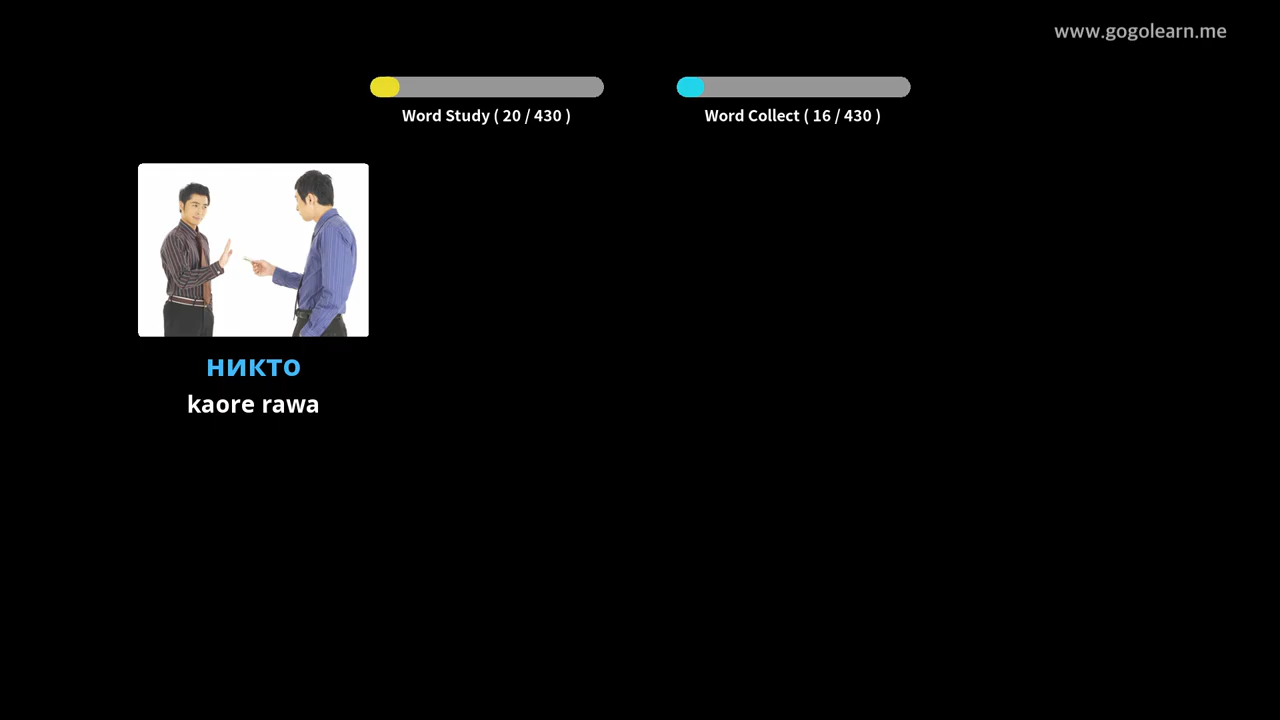 www.gogolearn.me
Word Study ( 20 / 430 )
Word Collect ( 16 / 430 )
никто
kaore rawa